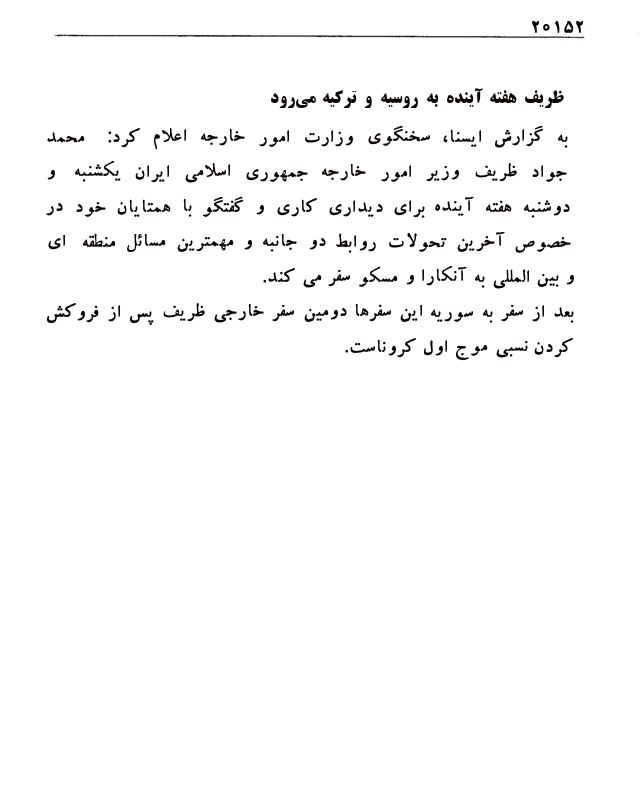 ۲۰۱۵۲
ظریف هفته آینده به روسیه و ترکیه می‌رود
به گزارش ایسنا، سخنگوی وزارت امور خارجه اعلام کرد: محمد
جواد ظریف وزیر امور خارجه جمهوری اسلامی ایران یکشنبه و
دوشنبه هفته آینده برای دیداری کاری و گفتگو با همتایان خود در
خصوص آخرین تحولات روابط دو جانبه و مهمترین مسائل منطقه ای
و بین المللی به آنکارا و مسکو سفر می کند.
بعد از سفر به سوریه این سفرها دومین سفر خارجی ظریف پس از فروکش
کردن نسبی موج اول کروناست.